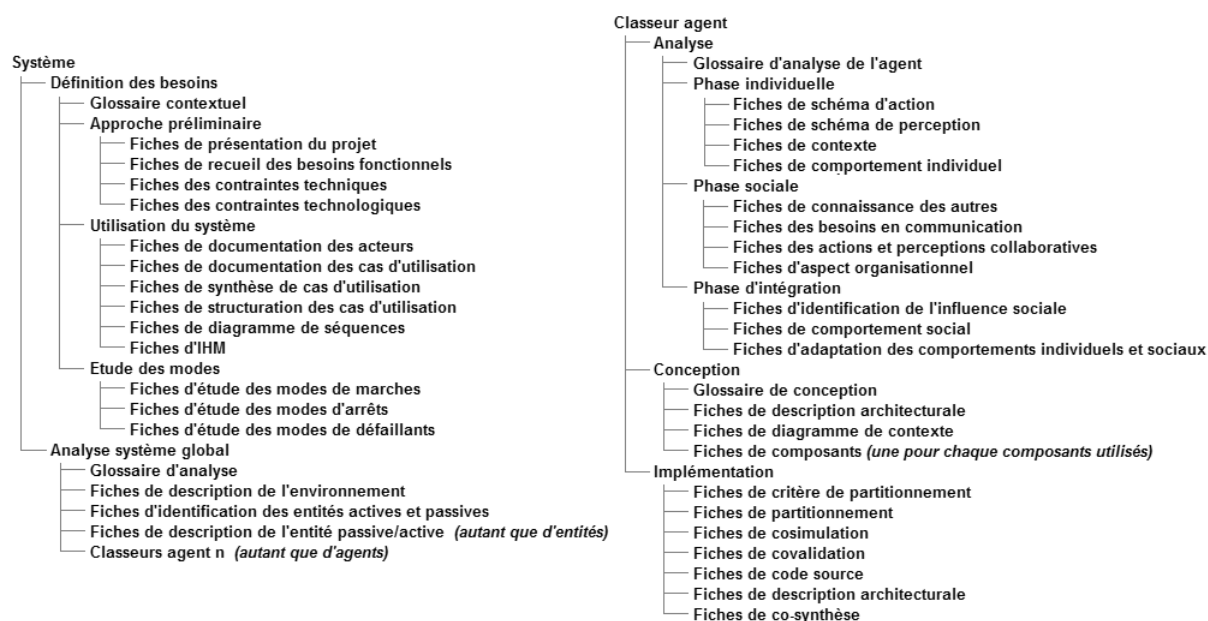 Système
Définition des besoins
Glossaire contextuel
Approche préliminaire
Fiches de présentation du projet
Fiches de recueil des besoins fonctionnels
Fiches des contraintes techniques
Fiches des contraintes technologiques
Utilisation du système
Fiches de documentation des acteurs
Fiches de documentation des cas d'utilisation
Fiches de synthèse de cas d'utilisation
Fiches de structuration des cas d'utilisation
Fiches de diagramme de séquences
Fiches d'IHM
Etude des modes
Fiches d'étude des modes de marches
Fiches d'étude des modes d'arrêts
Fiches d'étude des modes de défaillants
Analyse système global
Glossaire d'analyse
Fiches de description de l'environnement
Fiches d'identification des entités actives et passives
Fiches de description de l'entité passive/active (autant que d'entités)
Classeurs agent n (autant que d'agents)
Classeur agent
Analyse
Glossaire d'analyse de l'agent
Phase individuelle
Fiches de schéma d'action
Fiches de schéma de perception
Fiches de contexte
Fiches de comportement individuel
Phase sociale
Fiches de connaissance des autres
Fiches des besoins en communication
Fiches des actions et perceptions collaboratives
Fiches d'aspect organisationnel
Phase d'intégration
Fiches d'identification de l'influence sociale
Fiches de comportement social
Fiches d'adaptation des comportements individuels et sociaux
Conception
Glossaire de conception
Fiches de description architecturale
Fiches de diagramme de contexte
Fiches de composants (une pour chaque composants utilisés)
Implémentation
Fiches de critère de partitionnement
Fiches de partitionnement
Fiches de cosimulation
Fiches de covalidation
Fiches de code source
Fiches de description architecturale
Fiches de co-synthèse